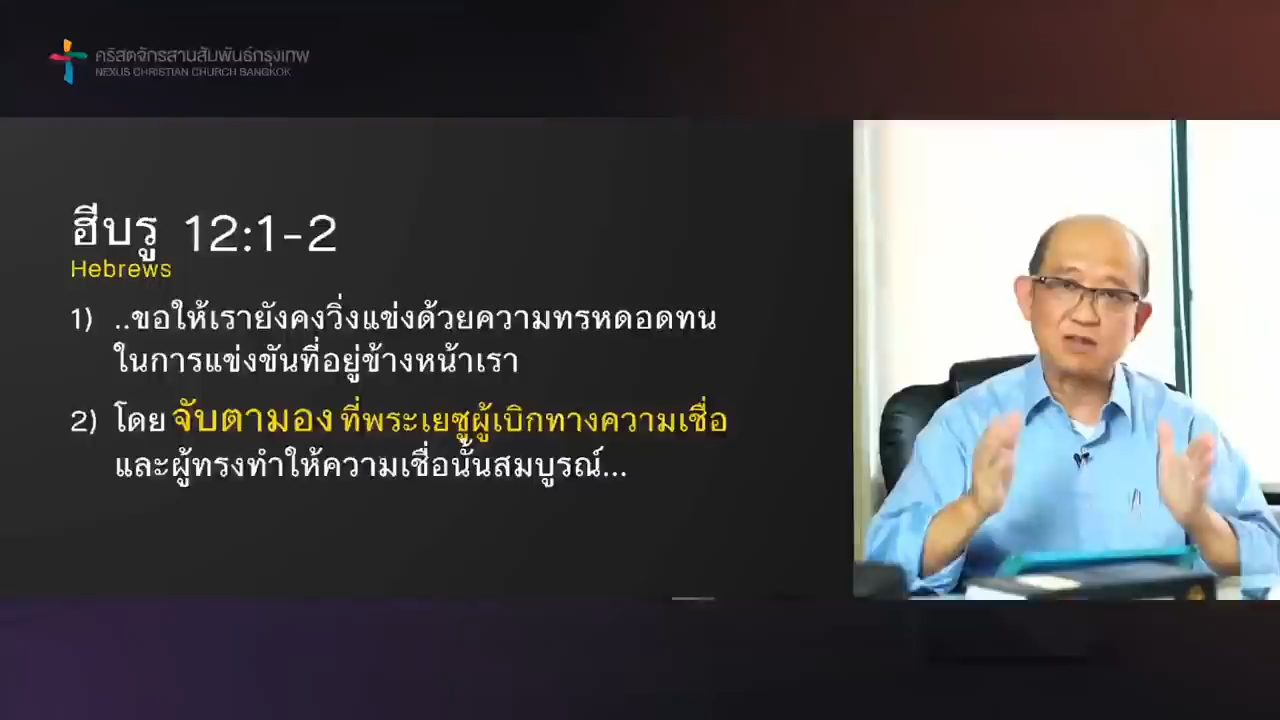 คริสตจักรสานสัมพันธ์กรุงเทพ
NEXUS CHRISTIAN CHURCH BANGKOK
ฮีบรู 12:1-2
Hebrews
1) ..ขอให้เรายังคงวิ่งแข่งด้วยความทรหดอดทน
ในการแข่งขันที่อยู่ข้างหน้าเรา
2) โดย จับตามอง ที่พระเยซูผู้เบิกทางความเชื่อ
และผู้ทรงทำให้ความเชื่อนั้นสมบูรณ์...